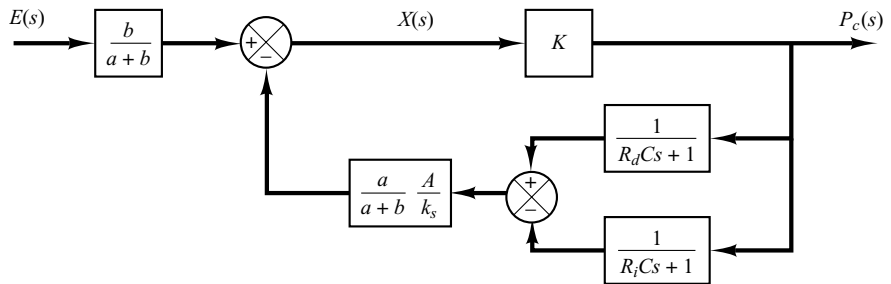 E(s)
b
a + b
+
−
X(s)
K
P_c(s)
1
R_dCs + 1
+
−
a
a + b
A
k_s
1
R_iCs + 1